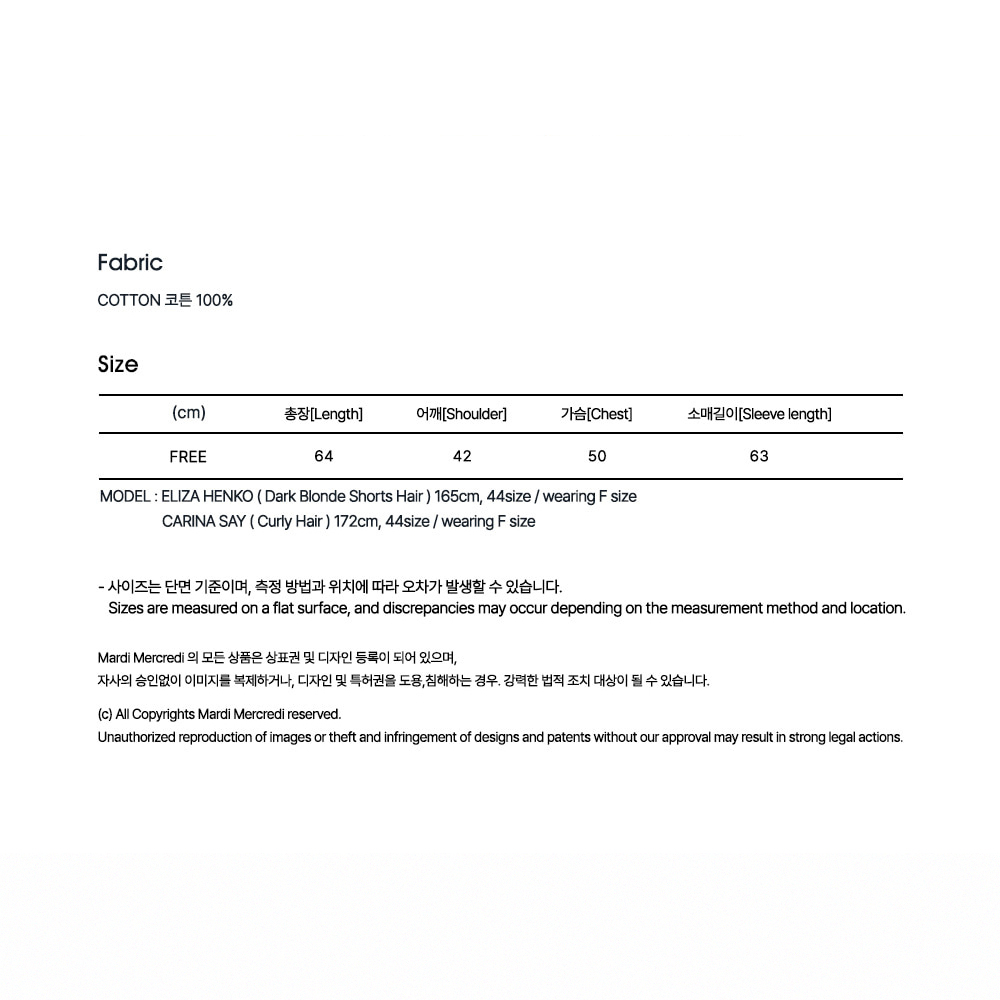 Fabric
COTTON 코튼 100%
Size
(cm) 총장[Length] 어깨[Shoulder] 가슴[Chest] 소매길이[Sleeve length]
FREE 64 42 50 63
MODEL : ELIZA HENKO ( Dark Blonde Shorts Hair ) 165cm, 44size / wearing F size
CARINA SAY ( Curly Hair ) 172cm, 44size / wearing F size
- 사이즈는 단면 기준이며, 측정 방법과 위치에 따라 오차가 발생할 수 있습니다.
Sizes are measured on a flat surface, and discrepancies may occur depending on the measurement method and location.
Mardi Mercredi 의 모든 상품은 상표권 및 디자인 등록이 되어 있으며,
자사의 승인없이 이미지를 복제하거나, 디자인 및 특허권을 도용,침해하는 경우. 강력한 법적 조치 대상이 될 수 있습니다.
(c) All Copyrights Mardi Mercredi reserved.
Unauthorized reproduction of images or theft and infringement of designs and patents without our approval may result in strong legal actions.